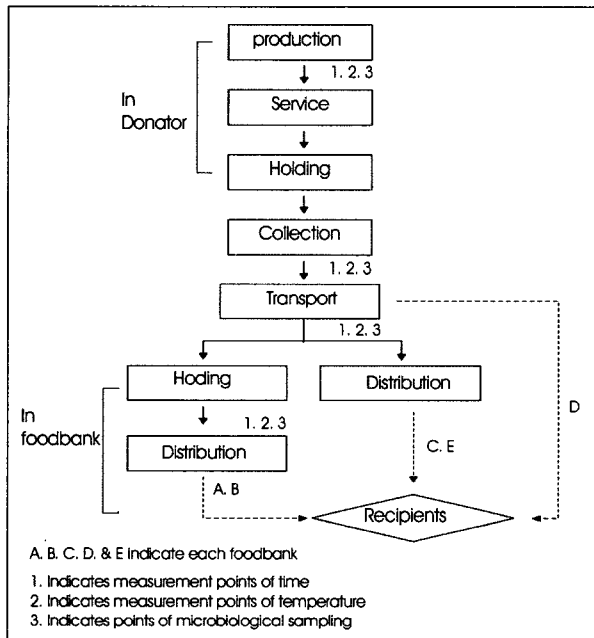 production
1. 2. 3
In
Donator
Service
Holding
Collection
1. 2. 3
Transport
1. 2. 3
Hoding
Distribution
D
In
foodbank
1. 2. 3
Distribution
C. E
A. B
Recipients
A. B. C. D. & E Indicate each foodbank
1. Indicates measurement points of time
2. Indicates measurement points of temperature
3. Indicates points of microbiological sampling